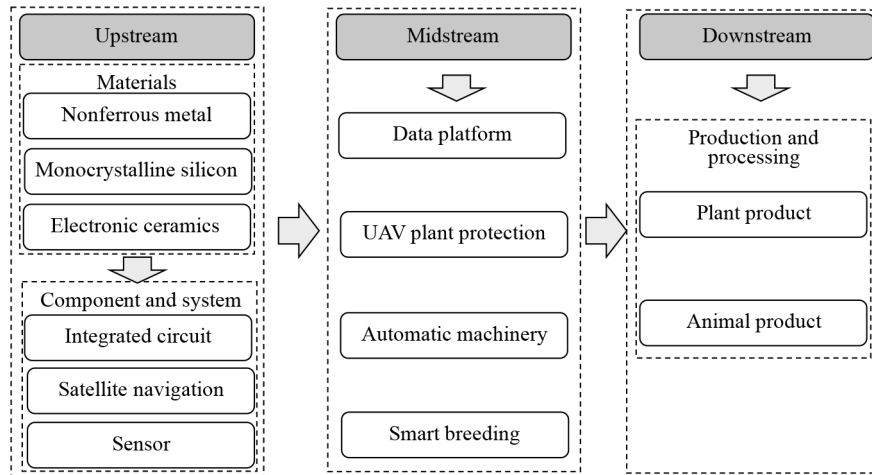 Upstream
Materials
Nonferrous metal
Monocrystalline silicon
Electronic ceramics
Component and system
Integrated circuit
Satellite navigation
Sensor
Midstream
Data platform
UAV plant protection
Automatic machinery
Smart breeding
Downstream
Production and
processing
Plant product
Animal product